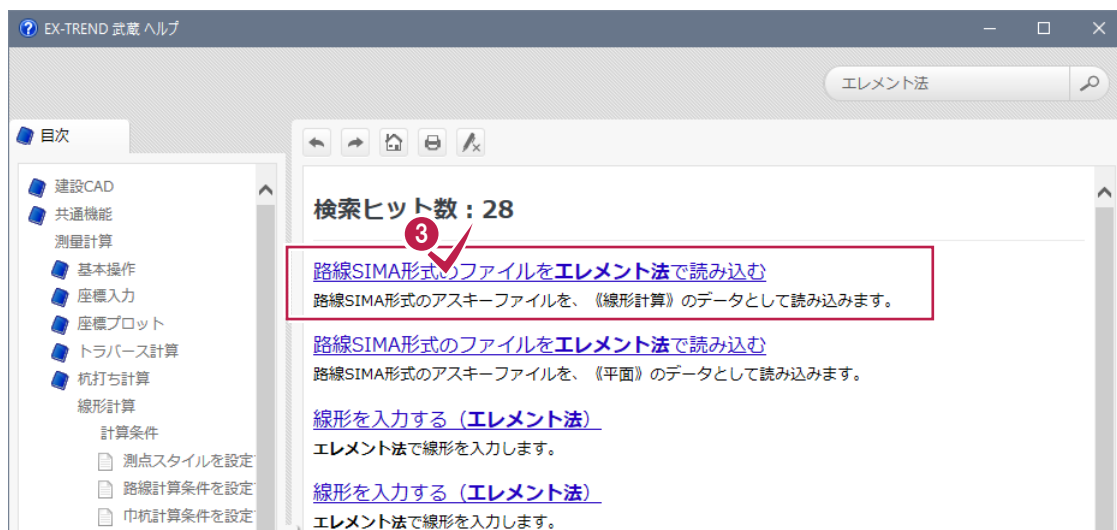 EX-TREND 武蔵 ヘルプ
エレメント法
目次
建設CAD
共通機能
測量計算
基本操作
座標入力
座標プロット
トラバース計算
杭打ち計算
線形計算
計算条件
測点スタイルを設定
路線計算条件を設定
巾杭計算条件を設定
検索ヒット数:28
3
路線SIMA形式のファイルをエレメント法で読み込む
路線SIMA形式のアスキーファイルを、《線形計算》のデータとして読み込みます。
路線SIMA形式のファイルをエレメント法で読み込む
路線SIMA形式のアスキーファイルを、《平面》のデータとして読み込みます。
線形を入力する(エレメント法)
エレメント法で線形を入力します。
線形を入力する(エレメント法)
エレメント法で線形を入力します。